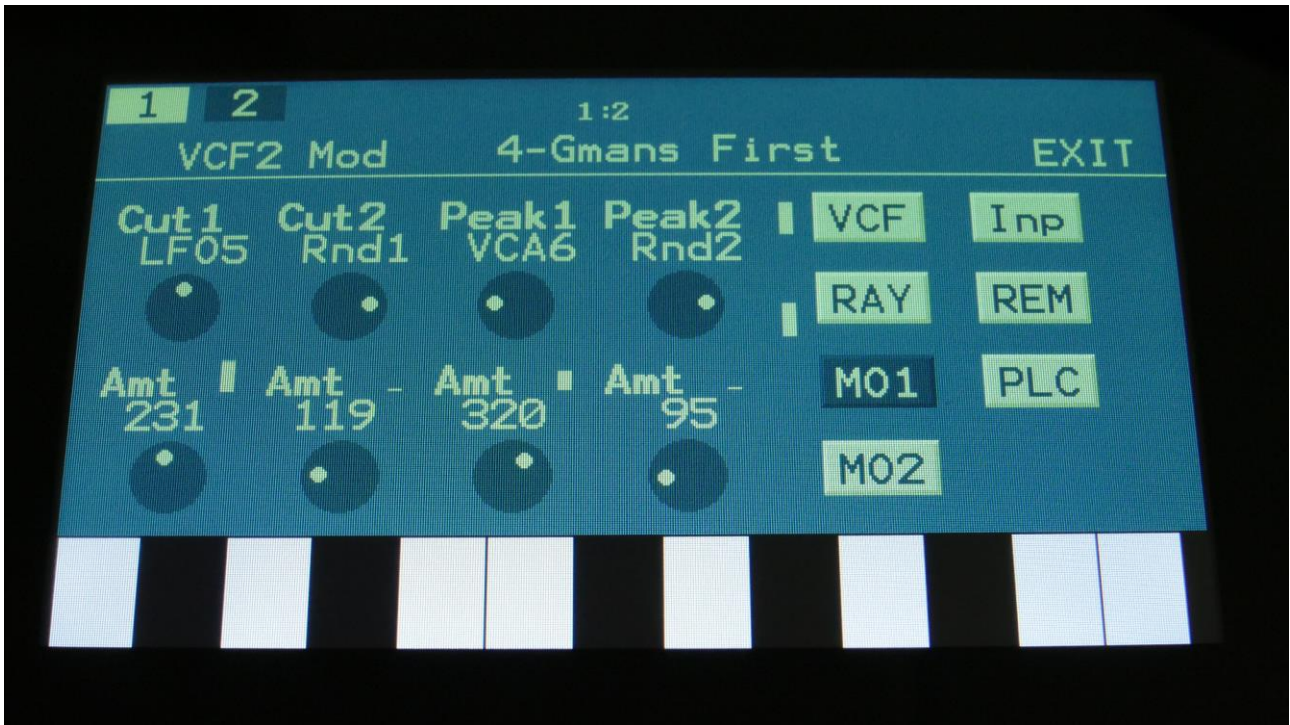 1 2 1:2
VCF2 Mod 4-Gmans First EXIT
Cut1 Cut2 Peak1 Peak2 VCF Inp
LFO5 Rnd1 VCA6 Rnd2
RAY REM
Amt Amt Amt Amt MO1 PLC
231 119 320 95
MO2